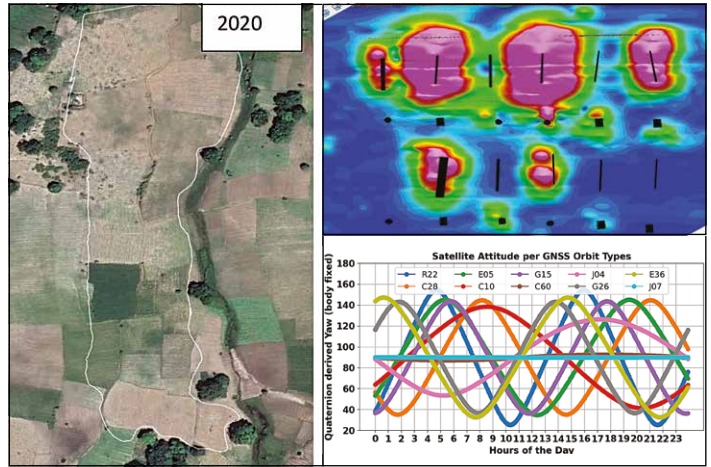 2020
Satellite Attitude per GNSS Orbit Types
R22 E05 G15 J04 E36
C28 C10 C60 G26 J07
Quaternion derived Yaw (body fixed)
180
160
140
120
100
80
60
40
20
0 1 2 3 4 5 6 7 8 9 10 11 12 13 14 15 16 17 18 19 20 21 22 23
Hours of the Day